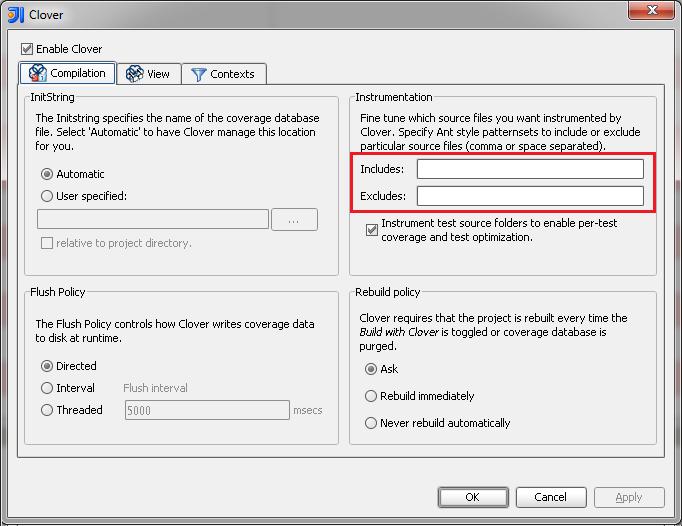 Clover
Enable Clover
Compilation
View
Contexts
InitString
The Initstring specifies the name of the coverage database
file. Select 'Automatic' to have Clover manage this location
for you.
Automatic
User specified:
...
relative to project directory.
Instrumentation
Fine tune which source files you want instrumented by
Clover. Specify Ant style patternsets to include or exclude
particular source files (comma or space separated).
Includes:
Excludes:
Instrument test source folders to enable per-test
coverage and test optimization.
Flush Policy
The Flush Policy controls how Clover writes coverage data
to disk at runtime.
Directed
Interval Flush interval
Threaded 5000 msecs
Rebuild policy
Clover requires that the project is rebuilt every time the
Build with Clover is toggled or coverage database is
purged.
Ask
Rebuild immediately
Never rebuild automatically
OK Cancel Apply